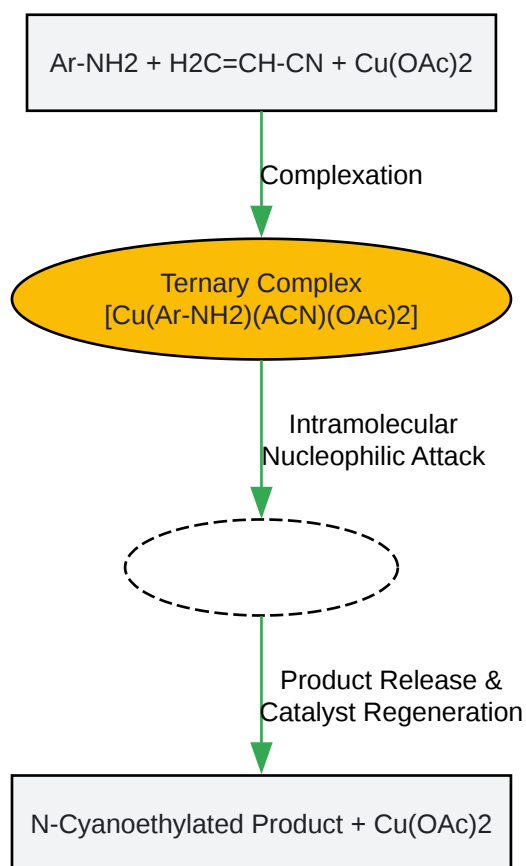 Ar-NH2 + H2C=CH-CN + Cu(OAc)2
Complexation
Ternary Complex
[Cu(Ar-NH2)(ACN)(OAc)2]
Intramolecular
Nucleophilic Attack
Product Release &
Catalyst Regeneration
N-Cyanoethylated Product + Cu(OAc)2